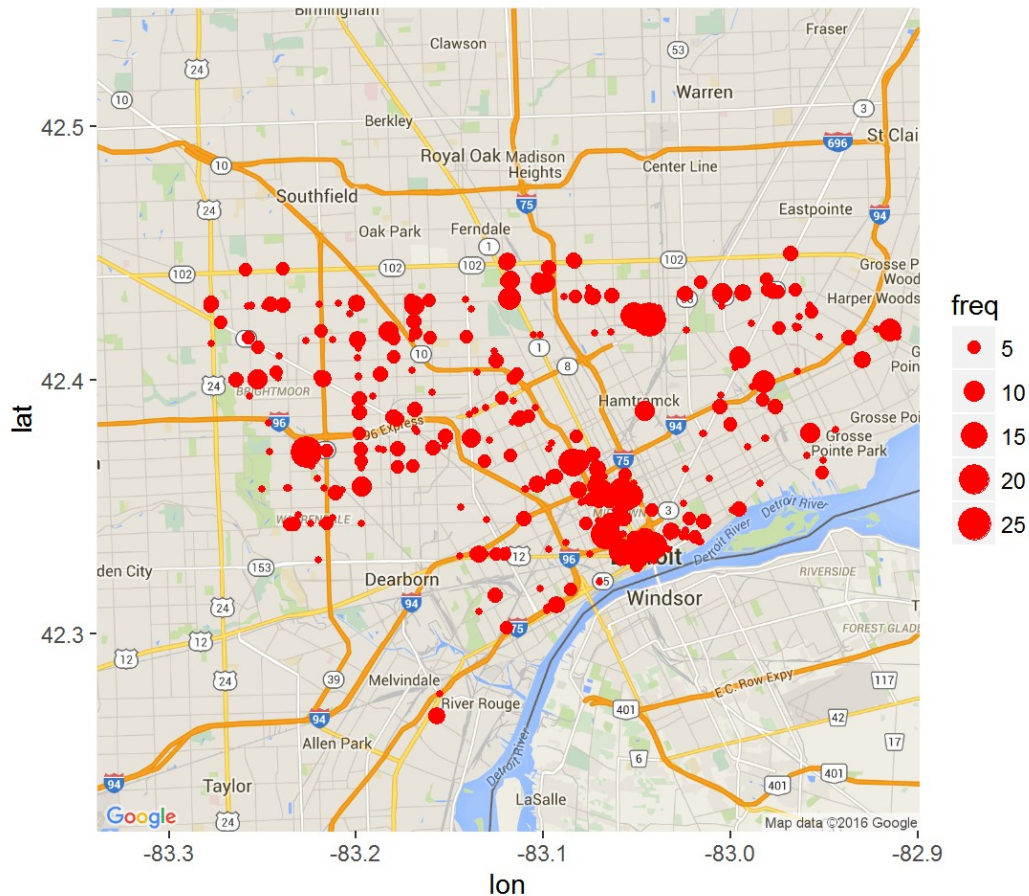 Birmingham
Fraser
Clawson
53
24
Warren
10
3
Berkley
42.5
St Clai
696
Royal Oak
Madison
Heights
Center Line
10
75
Southfield
24
Eastpointe
94
Oak Park
Ferndale
1
102
102
102
102
Grosse P
Wood
Harper Woods
freq
5
10
15
20
25
10
1
8
24
42.4
BRIGHTMOOR
Hamtramck
96
96 Express
94
Grosse Poi
Grosse
Pointe Park
75
lat
3
Detroit River
Detroit River
153
den City
12
96
RIVERSIDE
Dearborn
94
Windsor
24
FOREST GLADE
42.3
12
75
12
24
39
Melvindale
E.C. Row Expy
117
River Rouge
401
42
94
Allen Park
17
6
401
401
94
Taylor
Detroit River
LaSalle
24
Google
Map data ©2016 Google
-83.3
-83.2
-83.1
-83.0
-82.9
lon